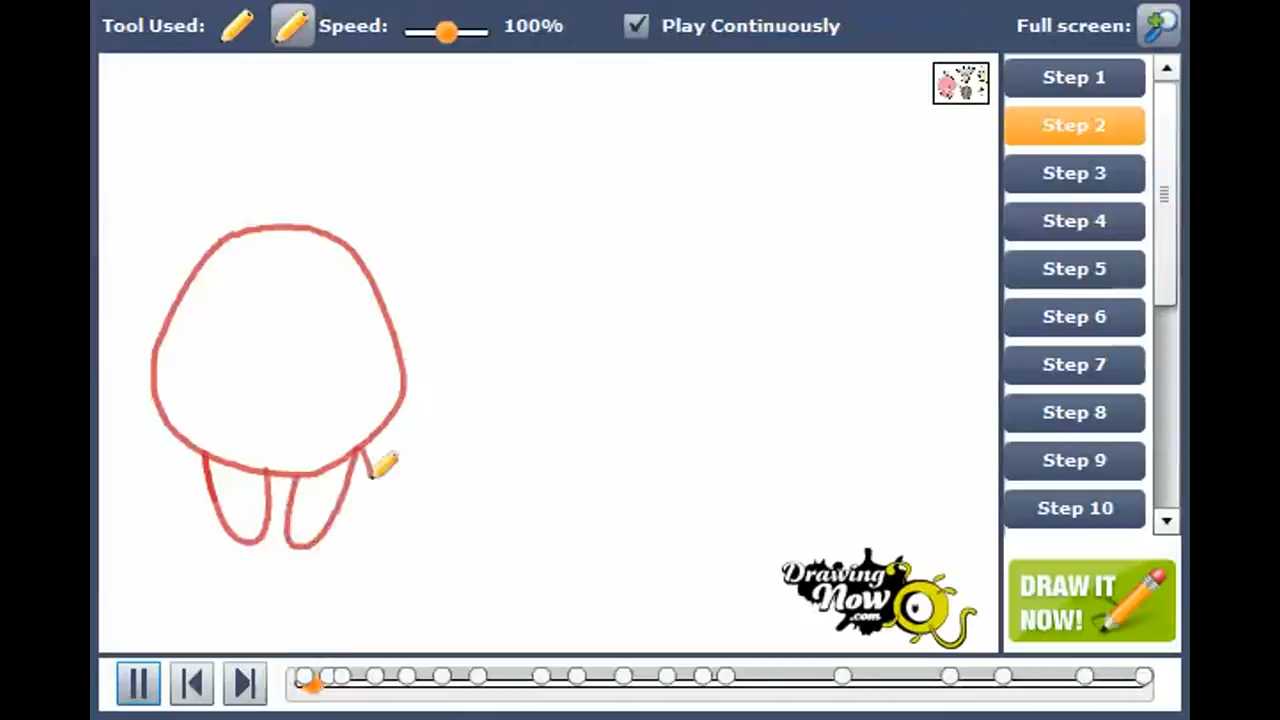 Tool Used:
Speed:
100%
Play Continuously
Full screen:
Step 1
Step 2
Step 3
Step 4
Step 5
Step 6
Step 7
Step 8
Step 9
Step 10
Drawing
Now
.com
DRAW IT
NOW!